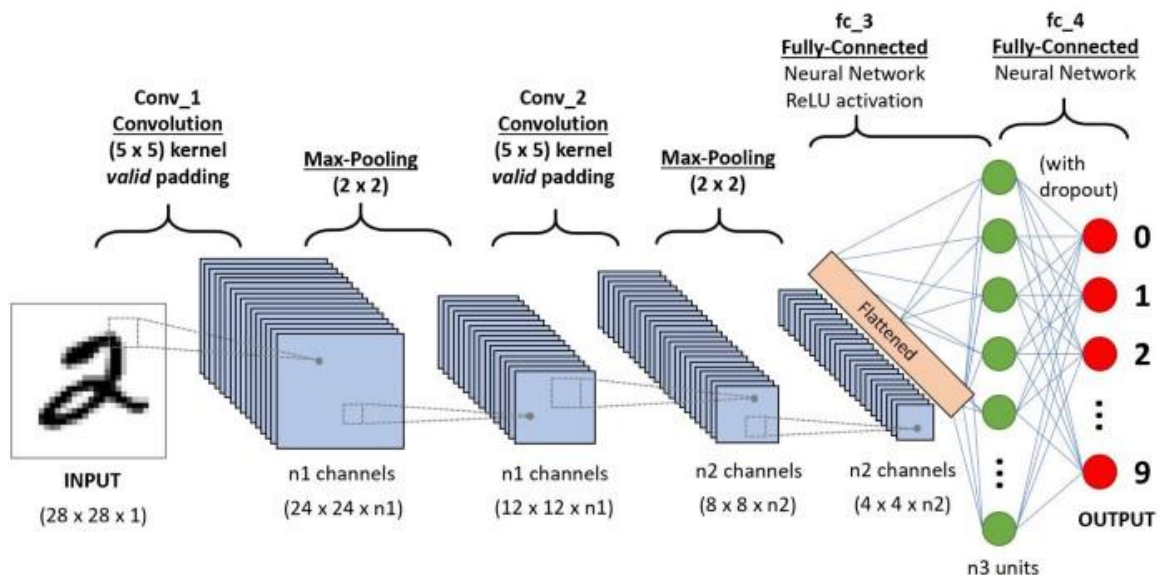 fc_3
Fully-Connected
Neural Network
ReLU activation
fc_4
Fully-Connected
Neural Network
Conv_1
Convolution
(5 x 5) kernel
valid padding
Max-Pooling
(2 x 2)
Conv_2
Convolution
(5 x 5) kernel
valid padding
Max-Pooling
(2 x 2)
(with
dropout)
2
Flattened
0
1
2
⋮
9
⋮
INPUT
(28 x 28 x 1)
n1 channels
(24 x 24 x n1)
n1 channels
(12 x 12 x n1)
n2 channels
(8 x 8 x n2)
n2 channels
(4 x 4 x n2)
OUTPUT
n3 units